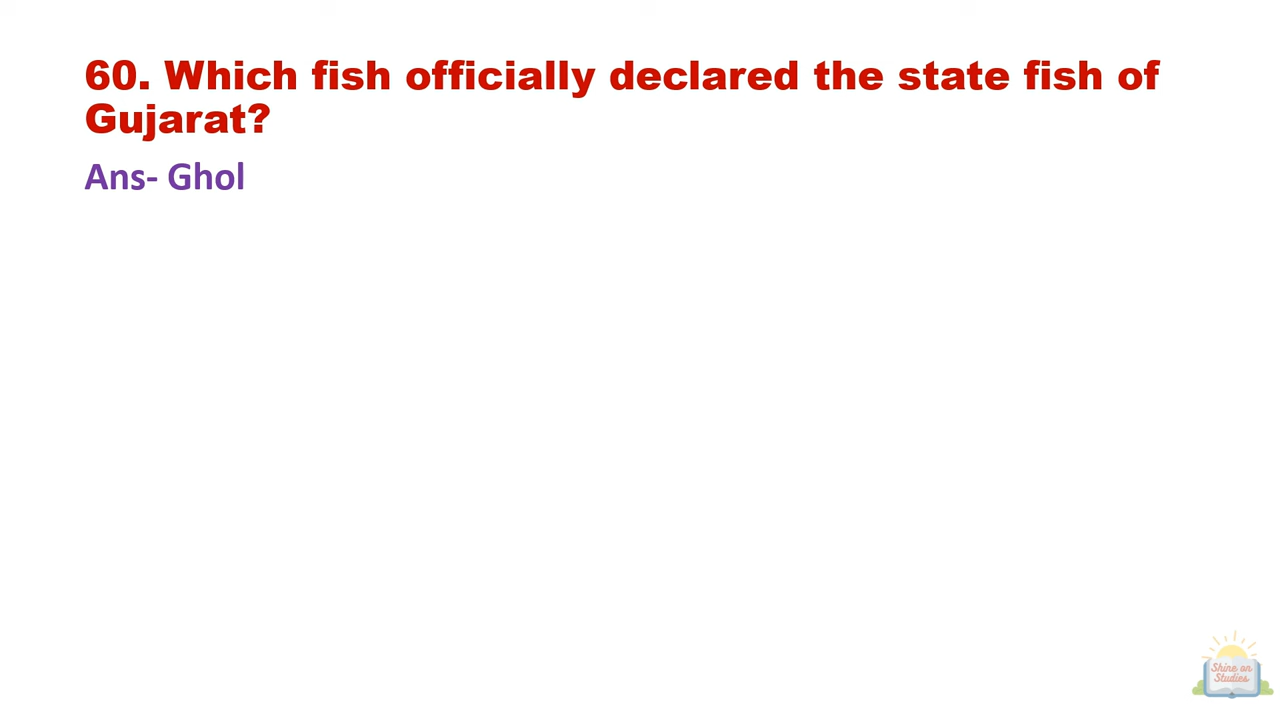 60. Which fish officially declared the state fish of
Gujarat?
Ans- Ghol
Shine on
Studies